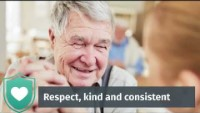 Respect, kind and consistent